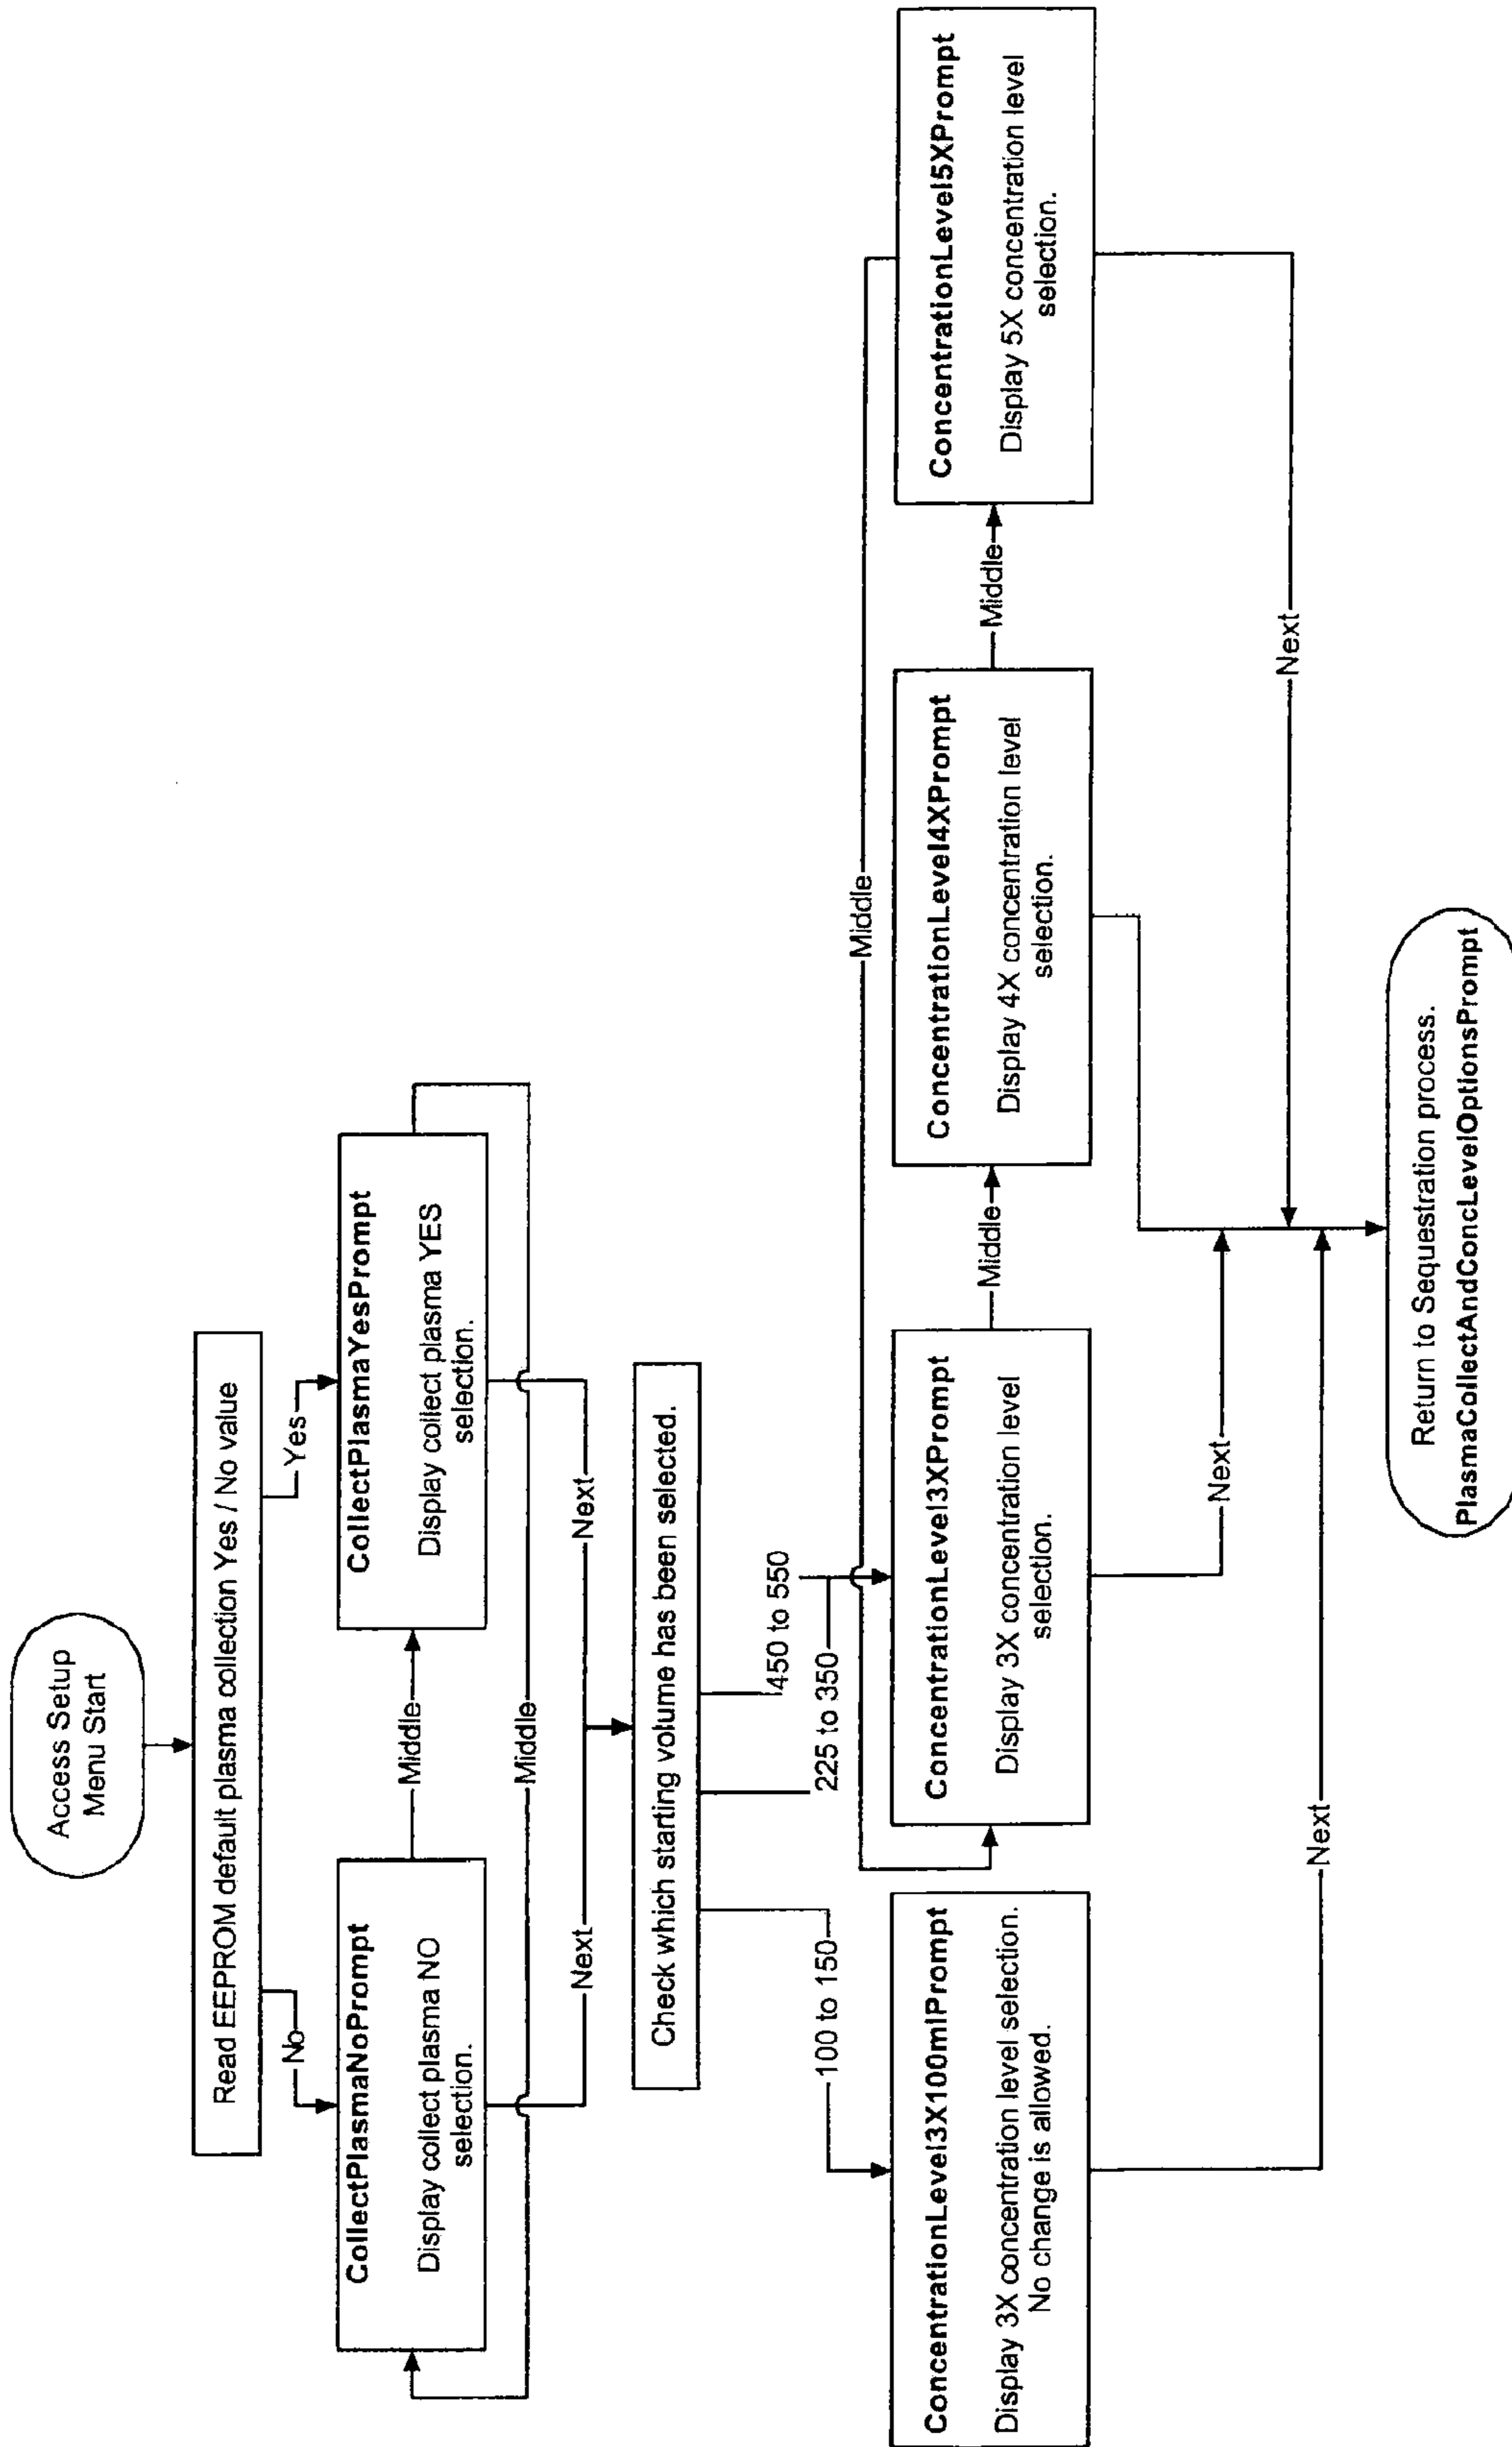 Access Setup
Menu Start
Read EEPROM default plasma collection Yes / No value
No
Yes
CollectPlasmaNoPrompt
Display collect plasma NO
selection.
Middle
CollectPlasmaYesPrompt
Display collect plasma YES
selection.
Middle
Next
Next
Check which starting volume has been selected.
100 to 150
225 to 350
450 to 550
Middle
ConcentrationLevel3X100mlPrompt
Display 3X concentration level selection.
No change is allowed.
ConcentrationLevel3XPrompt
Display 3X concentration level
selection.
Middle
ConcentrationLevel4XPrompt
Display 4X concentration level
selection.
Middle
ConcentrationLevel5XPrompt
Display 5X concentration level
selection.
Next
Next
Next
Return to Sequestration process.
PlasmaCollectAndConcLevelOptionsPrompt